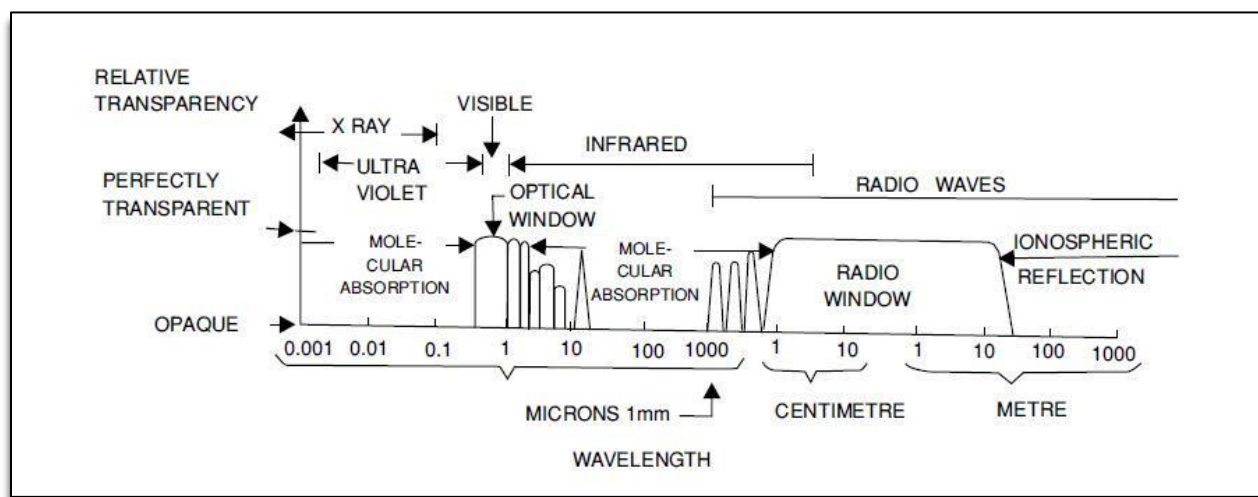 RELATIVE
TRANSPARENCY
VISIBLE
X RAY
INFRARED
ULTRA
VIOLET
RADIO WAVES
PERFECTLY
TRANSPARENT
OPTICAL
WINDOW
MOLE-
CULAR
ABSORPTION
MOLE-
CULAR
ABSORPTION
RADIO
WINDOW
IONOSPHERIC
REFLECTION
OPAQUE
0.001 0.01 0.1 1 10 100 1000 1 10 1 10 100 1000
MICRONS 1mm
CENTIMETRE
METRE
WAVELENGTH